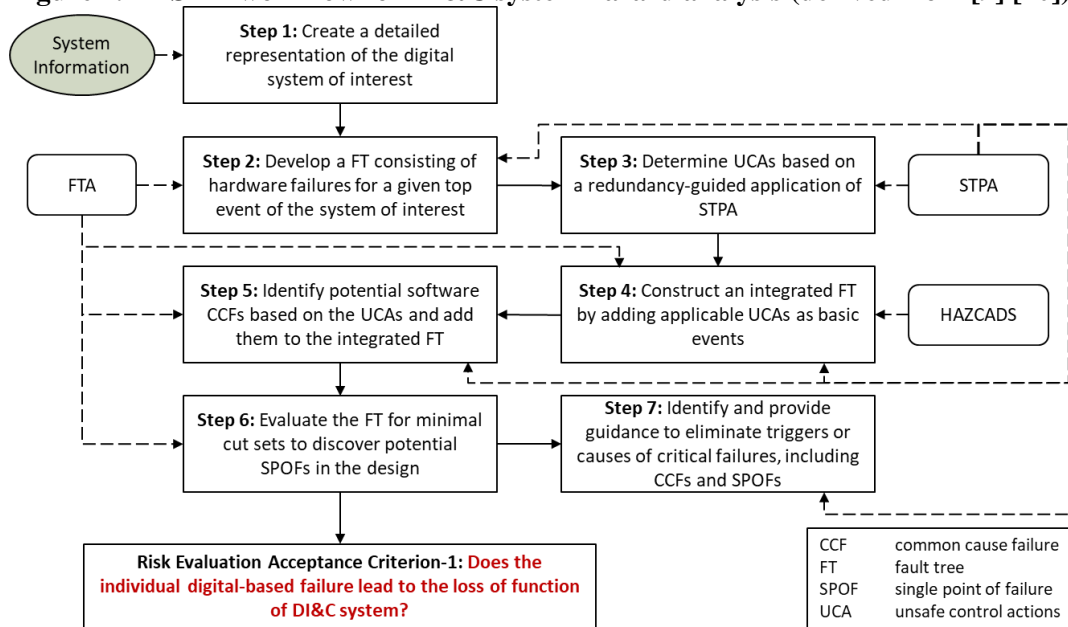 System
Information
Step 1: Create a detailed
representation of the digital
system of interest
FTA
Step 2: Develop a FT consisting of
hardware failures for a given top
event of the system of interest
Step 3: Determine UCAs based on
a redundancy-guided application of
STPA
STPA
Step 5: Identify potential software
CCFs based on the UCAs and add
them to the integrated FT
Step 4: Construct an integrated FT
by adding applicable UCAs as basic
events
HAZCADS
Step 6: Evaluate the FT for minimal
cut sets to discover potential
SPOFs in the design
Step 7: Identify and provide
guidance to eliminate triggers or
causes of critical failures, including
CCFs and SPOFs
Risk Evaluation Acceptance Criterion-1: Does the
individual digital-based failure lead to the loss of function
of DI&C system?
CCF common cause failure
FT fault tree
SPOF single point of failure
UCA unsafe control actions